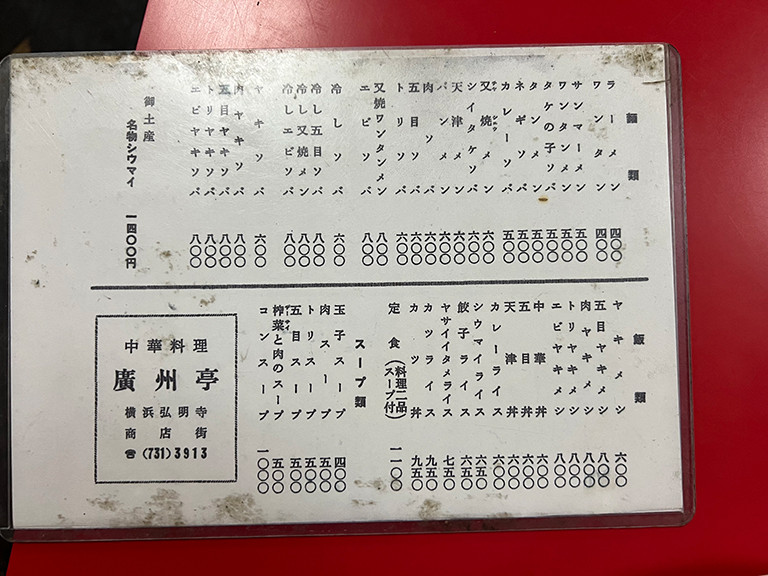 麵類
ラーメン 四〇〇
ワンタン 四〇〇
サンマーメン 五〇〇
ワンタンメン 五〇〇
タケの子ソバ 五〇〇
タンメン 五〇〇
ネギソバ 五〇〇
カレーソバ 五〇〇
叉焼メン 六〇〇
シイタケソバ 六〇〇
天津メン 六〇〇
バンメン 六〇〇
肉ソバ 六〇〇
五目ソバ 六〇〇
トリソバ 六〇〇
叉焼ワンタンメン 八〇〇
エビソバ 八〇〇
冷しソバ 六〇〇
冷し五目ソバ 八〇〇
冷し叉焼メン 八〇〇
冷しエビソバ 八〇〇
ヤキソバ 六〇〇
肉ヤキソバ 八〇〇
五目ヤキソバ 八〇〇
トリヤキソバ 八〇〇
エビヤキソバ 八〇〇
御土産
名物シウマイ 一四〇〇円
飯類
ヤキメシ 六〇〇
五目ヤキメシ 八〇〇
肉ヤキメシ 八〇〇
トリヤキメシ 八〇〇
エビヤキメシ 八〇〇
中華丼 六〇〇
五目丼 六〇〇
天津丼 六〇〇
カレーライス 六〇〇
シウマイライス 六五〇
餃子ライス 六五〇
ヤサイイタメライス 七五〇
カツライス 九五〇
カツ丼 九五〇
定食(料理二品スープ付) 一一〇〇
スープ類
玉子スープ 四〇〇
肉スープ 五〇〇
トリスープ 五〇〇
五目スープ 五〇〇
搾菜と肉のスープ 五〇〇
コンスープ 一〇〇〇
中華料理
廣州亭
横浜弘明寺
商店街
☎(731)3913